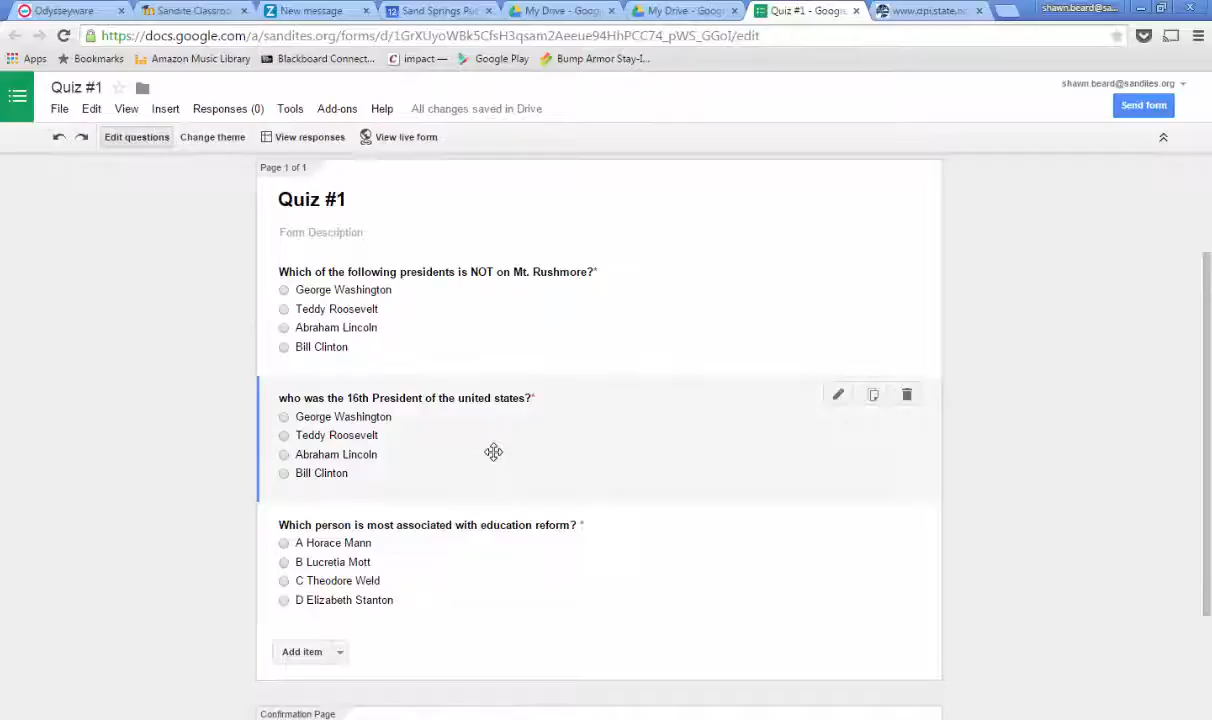 Odysseyware
Sandite Classroo
New message
Sand Springs Pu
My Drive - Goog
My Drive - Goog
Quiz #1 - Google
www.dpi.state.n
shawn.beard@sa...
https://docs.google.com/a/sandites.org/forms/d/1GrXUyoWBk5CfsH3qsam2Aeeue94HhPCC74_pWS_GGoI/edit
Apps
Bookmarks
Amazon Music Library
Blackboard Connect...
impact —
Google Play
Bump Armor Stay-I...
Quiz #1
shawn.beard@sandites.org
Send form
File Edit View Insert Responses (0) Tools Add-ons Help All changes saved in Drive
Edit questions Change theme View responses View live form
Page 1 of 1
Quiz #1
Form Description
Which of the following presidents is NOT on Mt. Rushmore?*
George Washington
Teddy Roosevelt
Abraham Lincoln
Bill Clinton
who was the 16th President of the united states?*
George Washington
Teddy Roosevelt
Abraham Lincoln
Bill Clinton
Which person is most associated with education reform? *
A Horace Mann
B Lucretia Mott
C Theodore Weld
D Elizabeth Stanton
Add item
Confirmation Page